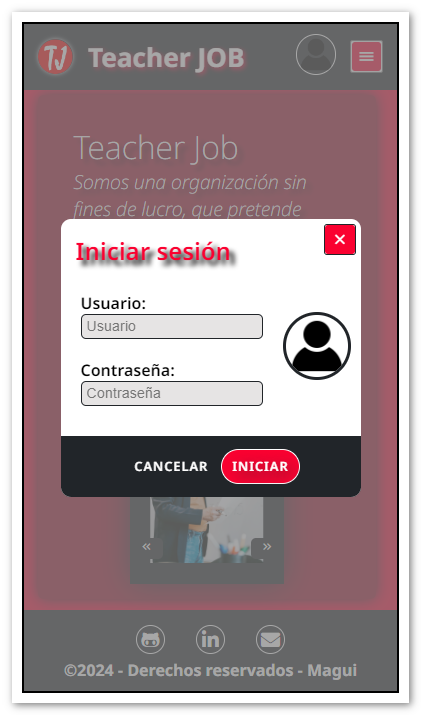 TJ Teacher JOB
Teacher Job
Somos una organización sin
fines de lucro, que pretende
Iniciar sesión
Usuario:
Usuario
Contraseña:
Contraseña
CANCELAR INICIAR
©2024 - Derechos reservados - Magui